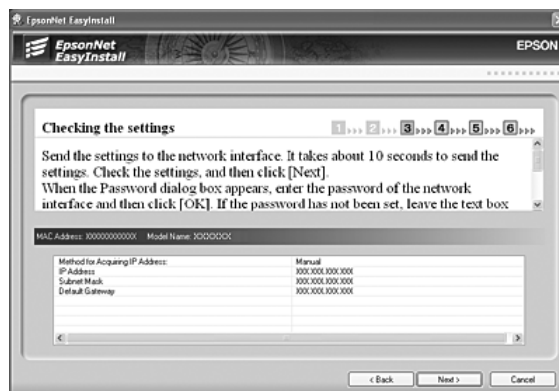 EpsonNet EasyInstall
EpsonNet
EasyInstall
EPSON
Checking the settings
1 >>> 2 >>> 3 >>> 4 >>> 5 >>> 6 >>>
Send the settings to the network interface. It takes about 10 seconds to send the
settings. Check the settings, and then click [Next].
When the Password dialog box appears, enter the password of the network
interface and then click [OK]. If the password has not been set, leave the text box
MAC Address: XXXXXXXXXXXX Model Name: XXXXXXX
Method for Acquiring IP Address: Manual
IP Address XXX.XXX.XXX.XXX
Subnet Mask XXX.XXX.XXX.XXX
Default Gateway XXX.XXX.XXX.XXX
< Back Next > Cancel